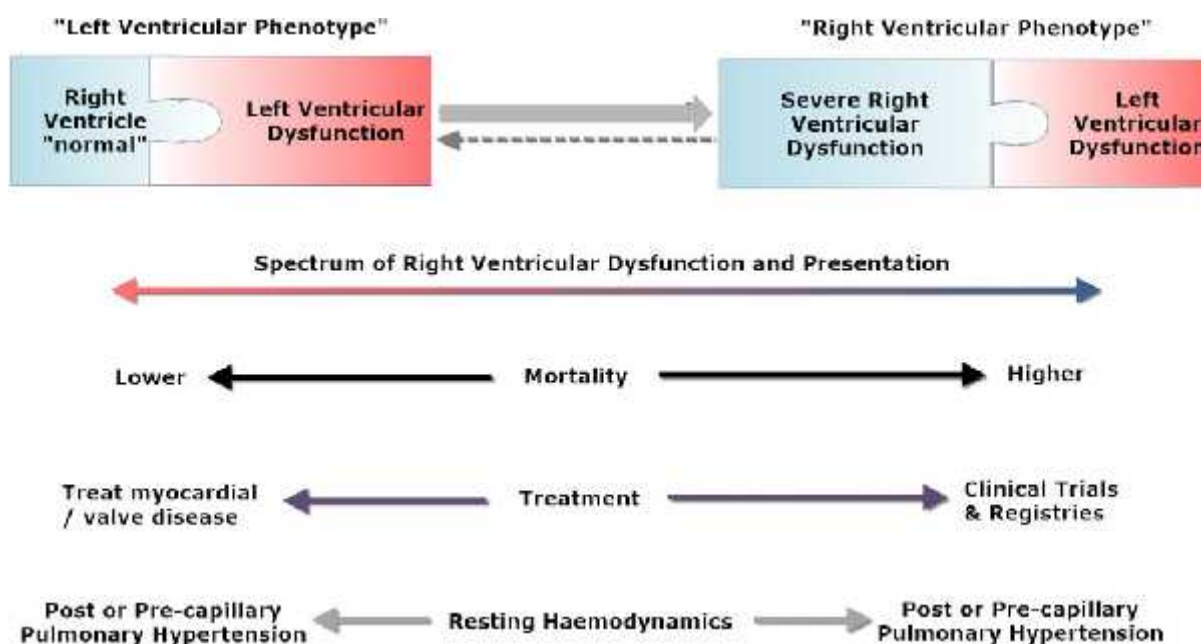 "Left Ventricular Phenotype"
"Right Ventricular Phenotype"
Right
Ventricle
"normal"
Left Ventricular
Dysfunction
Severe Right
Ventricular
Dysfunction
Left
Ventricular
Dysfunction
Spectrum of Right Ventricular Dysfunction and Presentation
Lower
Mortality
Higher
Treat myocardial
/ valve disease
Treatment
Clinical Trials
& Registries
Post or Pre-capillary
Pulmonary Hypertension
Resting Haemodynamics
Post or Pre-capillary
Pulmonary Hypertension